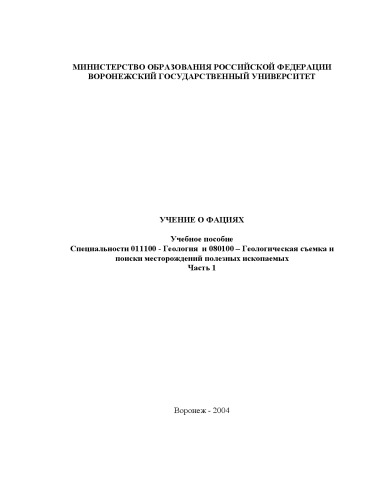 МИНИСТЕРСТВО ОБРАЗОВАНИЯ РОССИЙСКОЙ ФЕДЕРАЦИИ
ВОРОНЕЖСКИЙ ГОСУДАРСТВЕННЫЙ УНИВЕРСИТЕТ
УЧЕНИЕ О ФАЦИЯХ
Учебное пособие
Специальности 011100 - Геология и 080100 – Геологическая съемка и
поиски месторождений полезных ископаемых
Часть 1
Воронеж - 2004